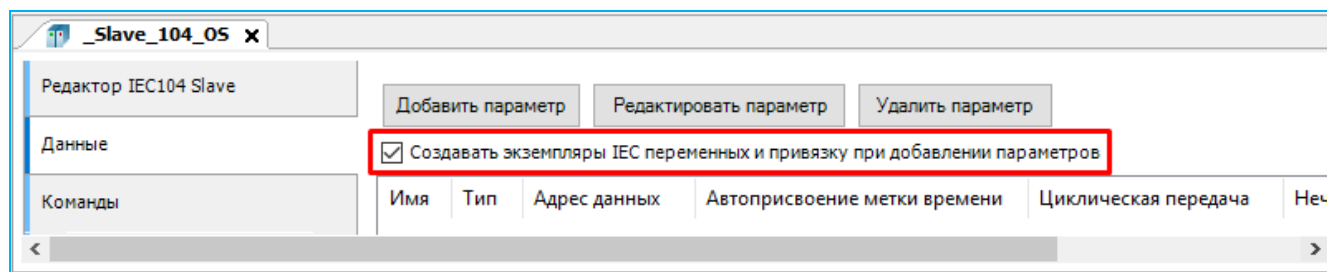 _Slave_104_OS x
Редактор IEC104 Slave
Добавить параметр Редактировать параметр Удалить параметр
Данные
Создавать экземпляры IEC переменных и привязку при добавлении параметров
Команды
Имя Тип Адрес данных Автоприсвоение метки времени Циклическая передача Неч